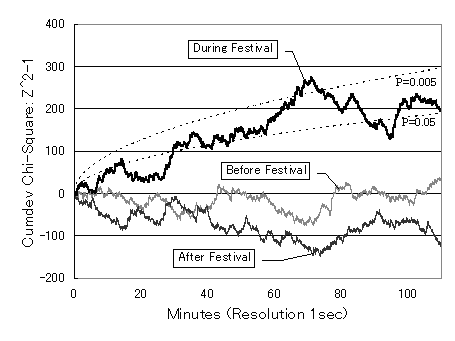 400
During Festival
300
P=0.005
200
P=0.05
100
Before Festival
0
-100
After Festival
-200
0 20 40 60 80 100
Cumdev Chi-Square: Z^2-1
Minutes (Resolution 1sec)